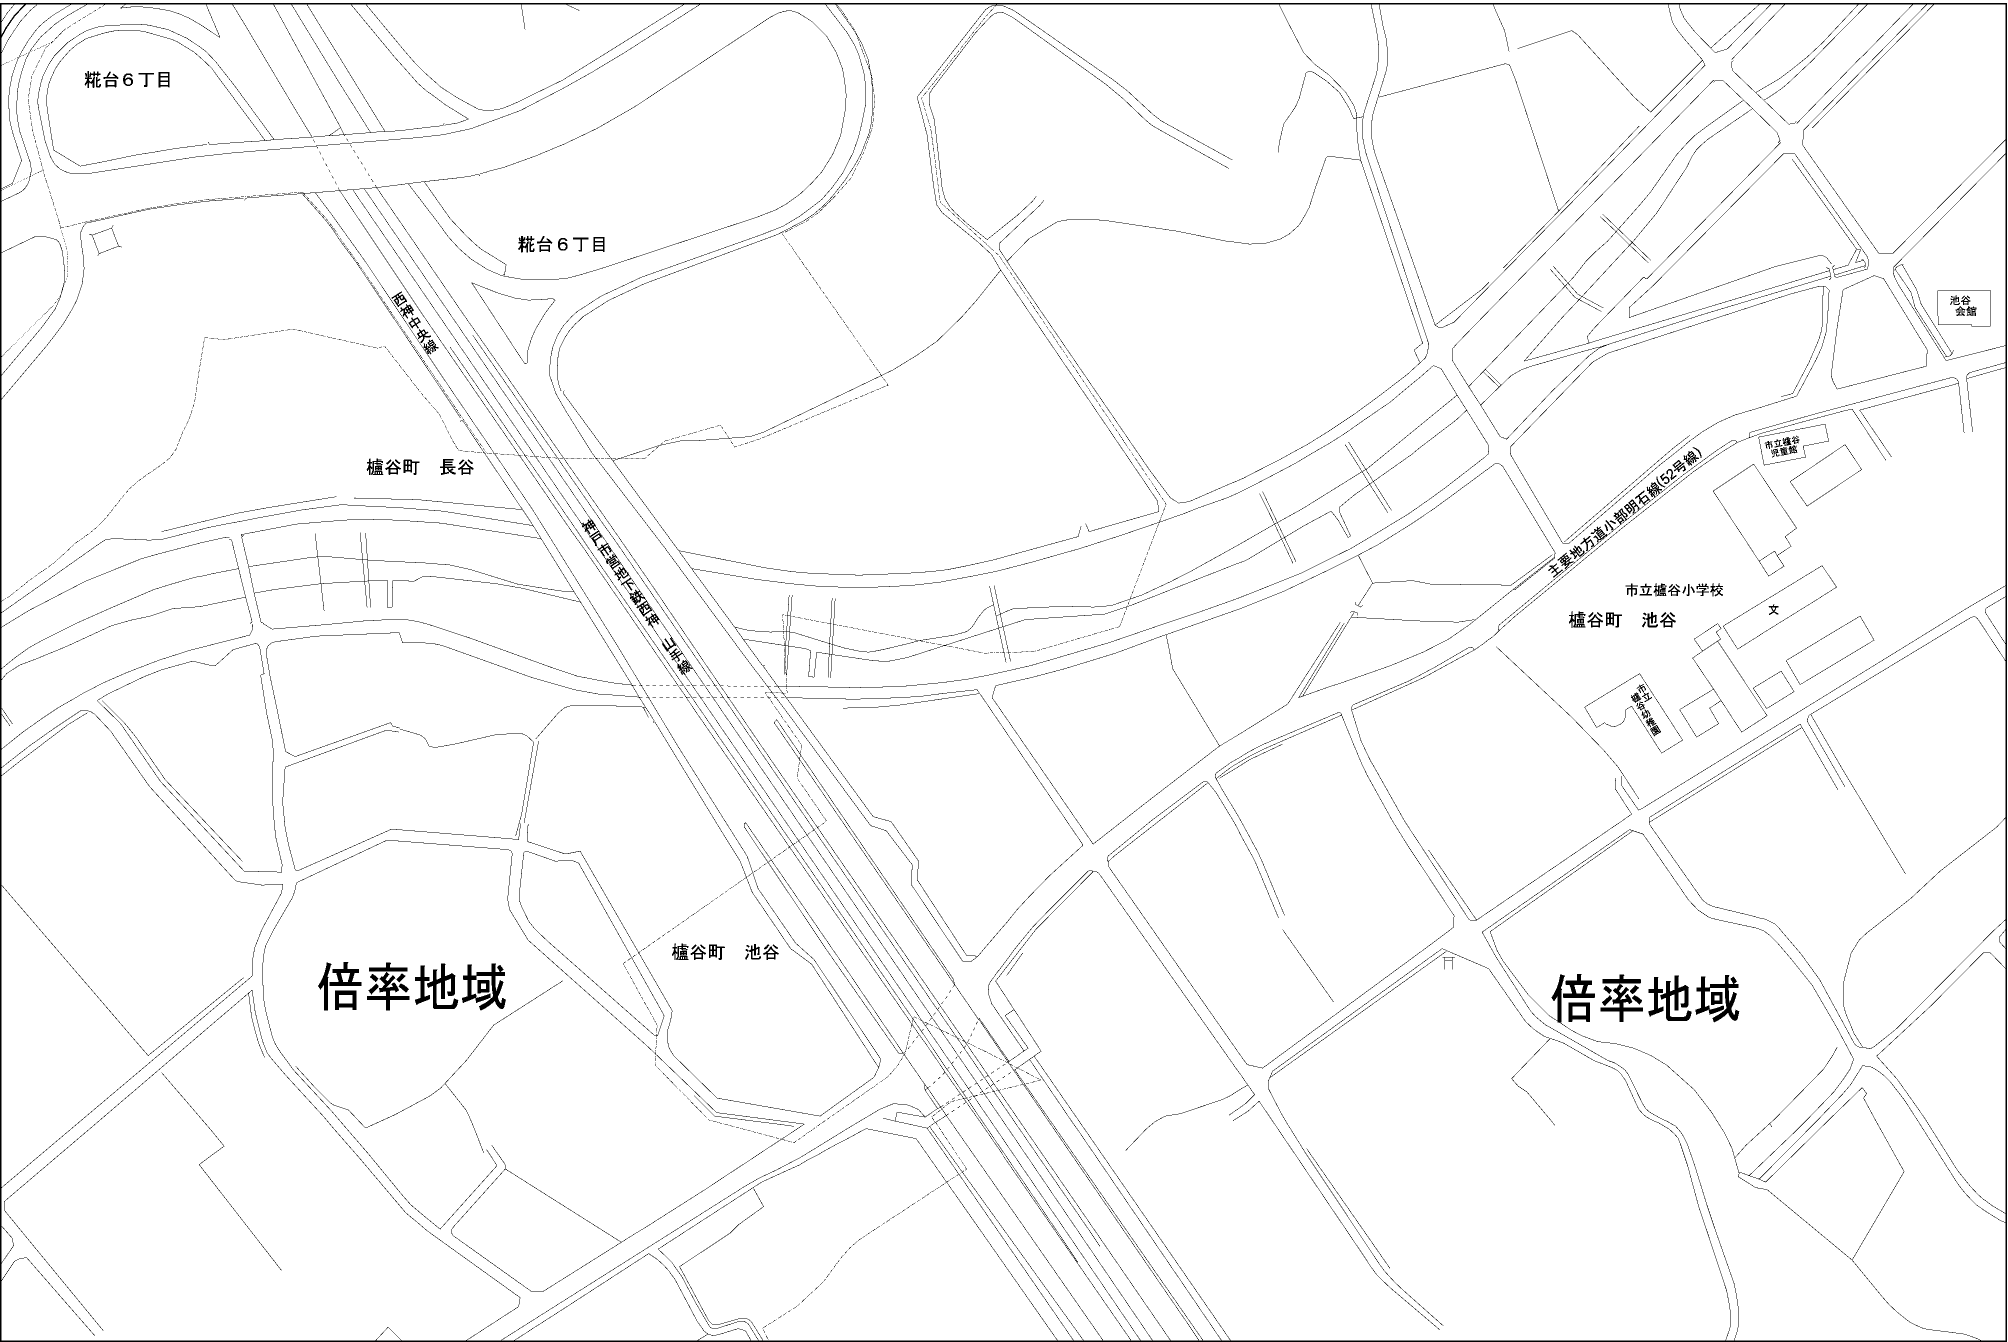 糀台6丁目
糀台6丁目
西神中央線
池谷
会館
櫨谷町　長谷
市立櫨谷
児童館
主要地方道小部明石線(52号線)
神戸市営地下鉄西神　山手線
市立櫨谷小学校
文
櫨谷町　池谷
市立
櫨谷幼稚園
櫨谷町　池谷
倍率地域
倍率地域